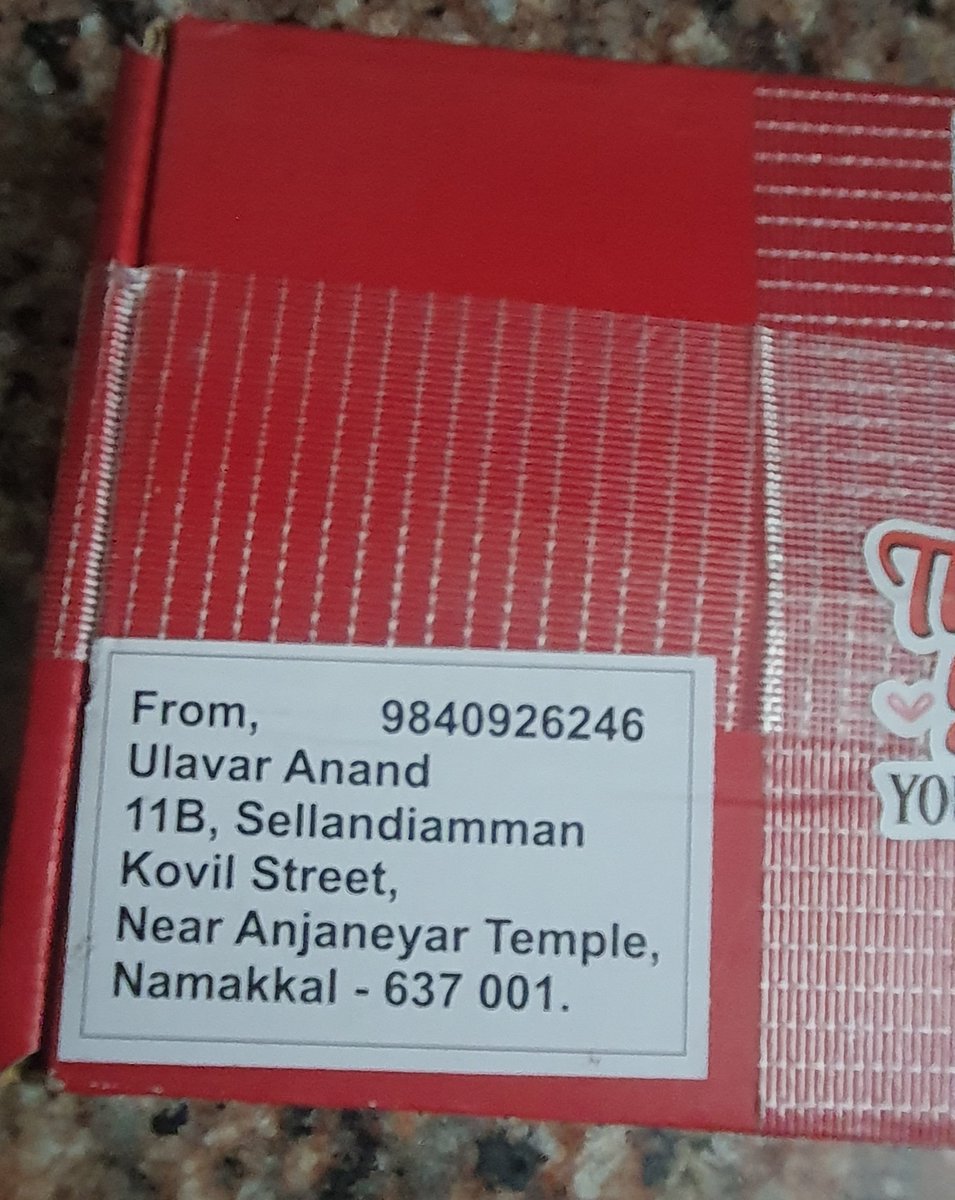 From, 9840926246
Ulavar Anand
11B, Sellandiamman
Kovil Street,
Near Anjaneyar Temple,
Namakkal - 637 001.